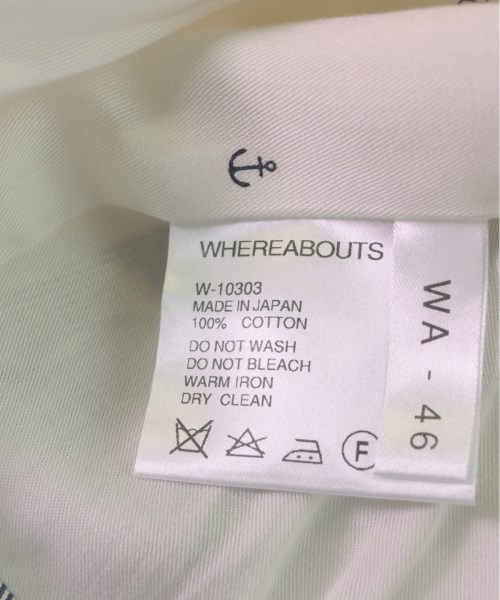 WHEREABOUTS
W-10303
MADE IN JAPAN
100% COTTON
DO NOT WASH
DO NOT BLEACH
WARM IRON
DRY CLEAN
F
WA - 46